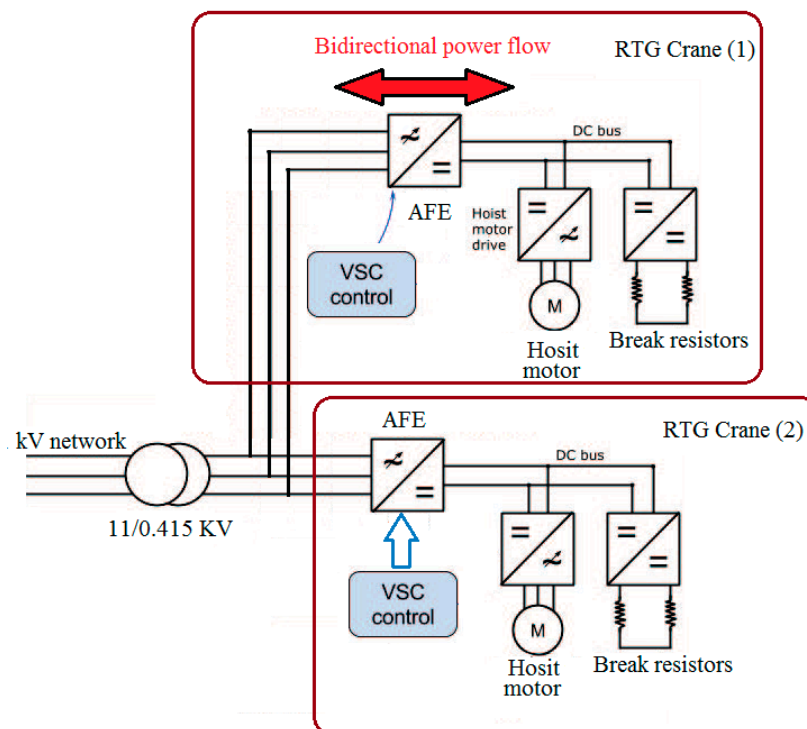 Bidirectional power flow
RTG Crane (1)
DC bus
AFE
Hoist
motor
drive
VSC
control
M
Hosit
motor
Break resistors
AFE
RTG Crane (2)
. kV network
DC bus
11/0.415 KV
VSC
control
M
Hosit
motor
Break resistors